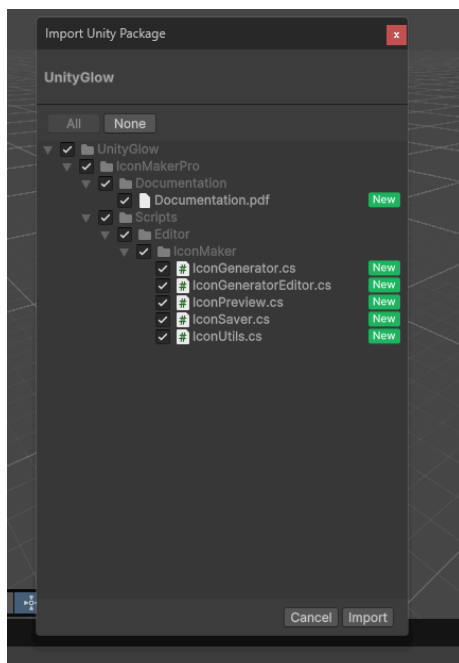 Import Unity Package
x
UnityGlow
All None
UnityGlow
IconMakerPro
Documentation
Documentation.pdf New
Scripts
Editor
IconMaker
# IconGenerator.cs New
# IconGeneratorEditor.cs New
# IconPreview.cs New
# IconSaver.cs New
# IconUtils.cs New
Cancel Import